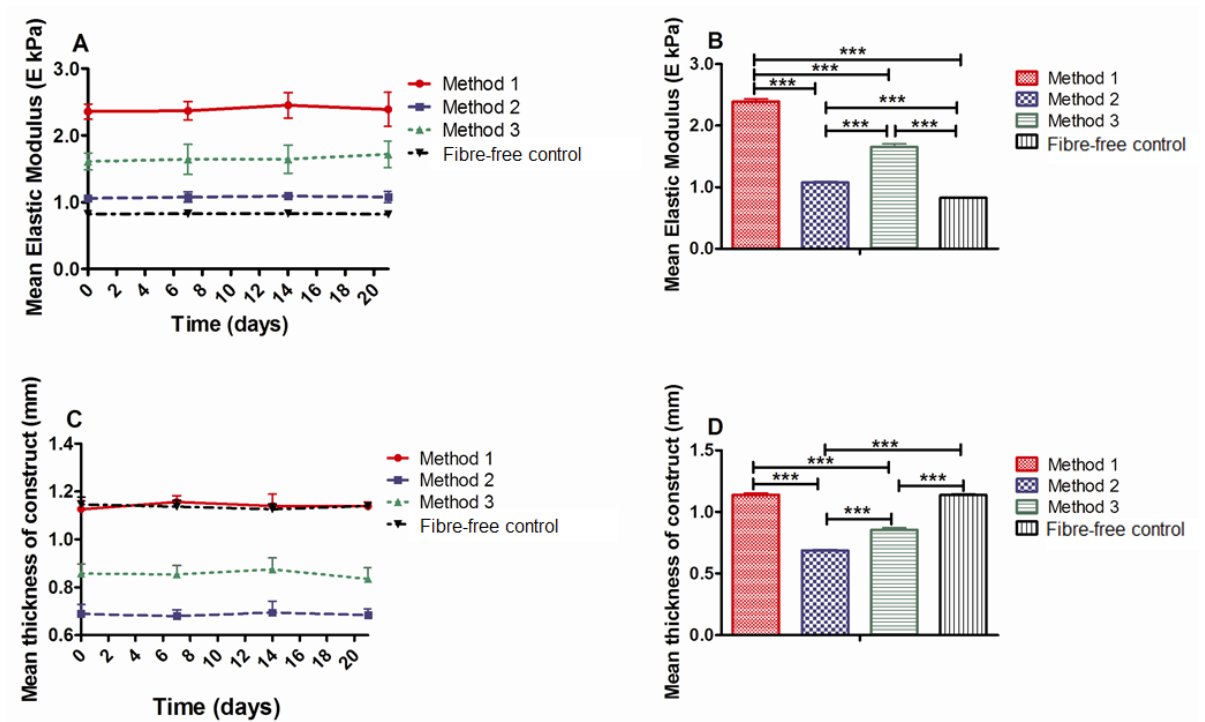 A
Mean Elastic Modulus (E kPa)
3.0
2.0
1.0
0.0
0 2 4 6 8 10 12 14 16 18 20
Time (days)
Method 1
Method 2
Method 3
Fibre-free control
B
Mean Elastic Modulus (E kPa)
3.0
2.0
1.0
0.0
***
***
***
***
***
***
Method 1
Method 2
Method 3
Fibre-free control
C
Mean thickness of construct (mm)
1.4
1.2
1.0
0.8
0.6
0 2 4 6 8 10 12 14 16 18 20
Time (days)
Method 1
Method 2
Method 3
Fibre-free control
D
Mean thickness of construct (mm)
1.5
1.0
0.5
0.0
***
***
***
***
***
Method 1
Method 2
Method 3
Fibre-free control